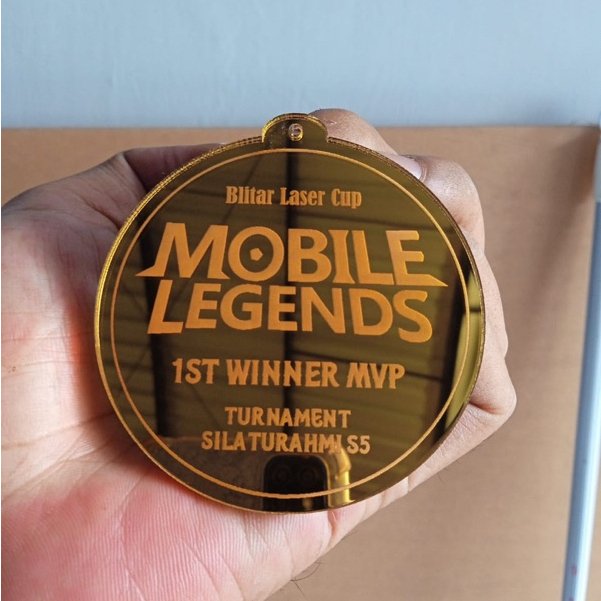 Blitar Laser Cup
MOBILE
LEGENDS
1ST WINNER MVP
TURNAMENT
SILATURAHMI S5